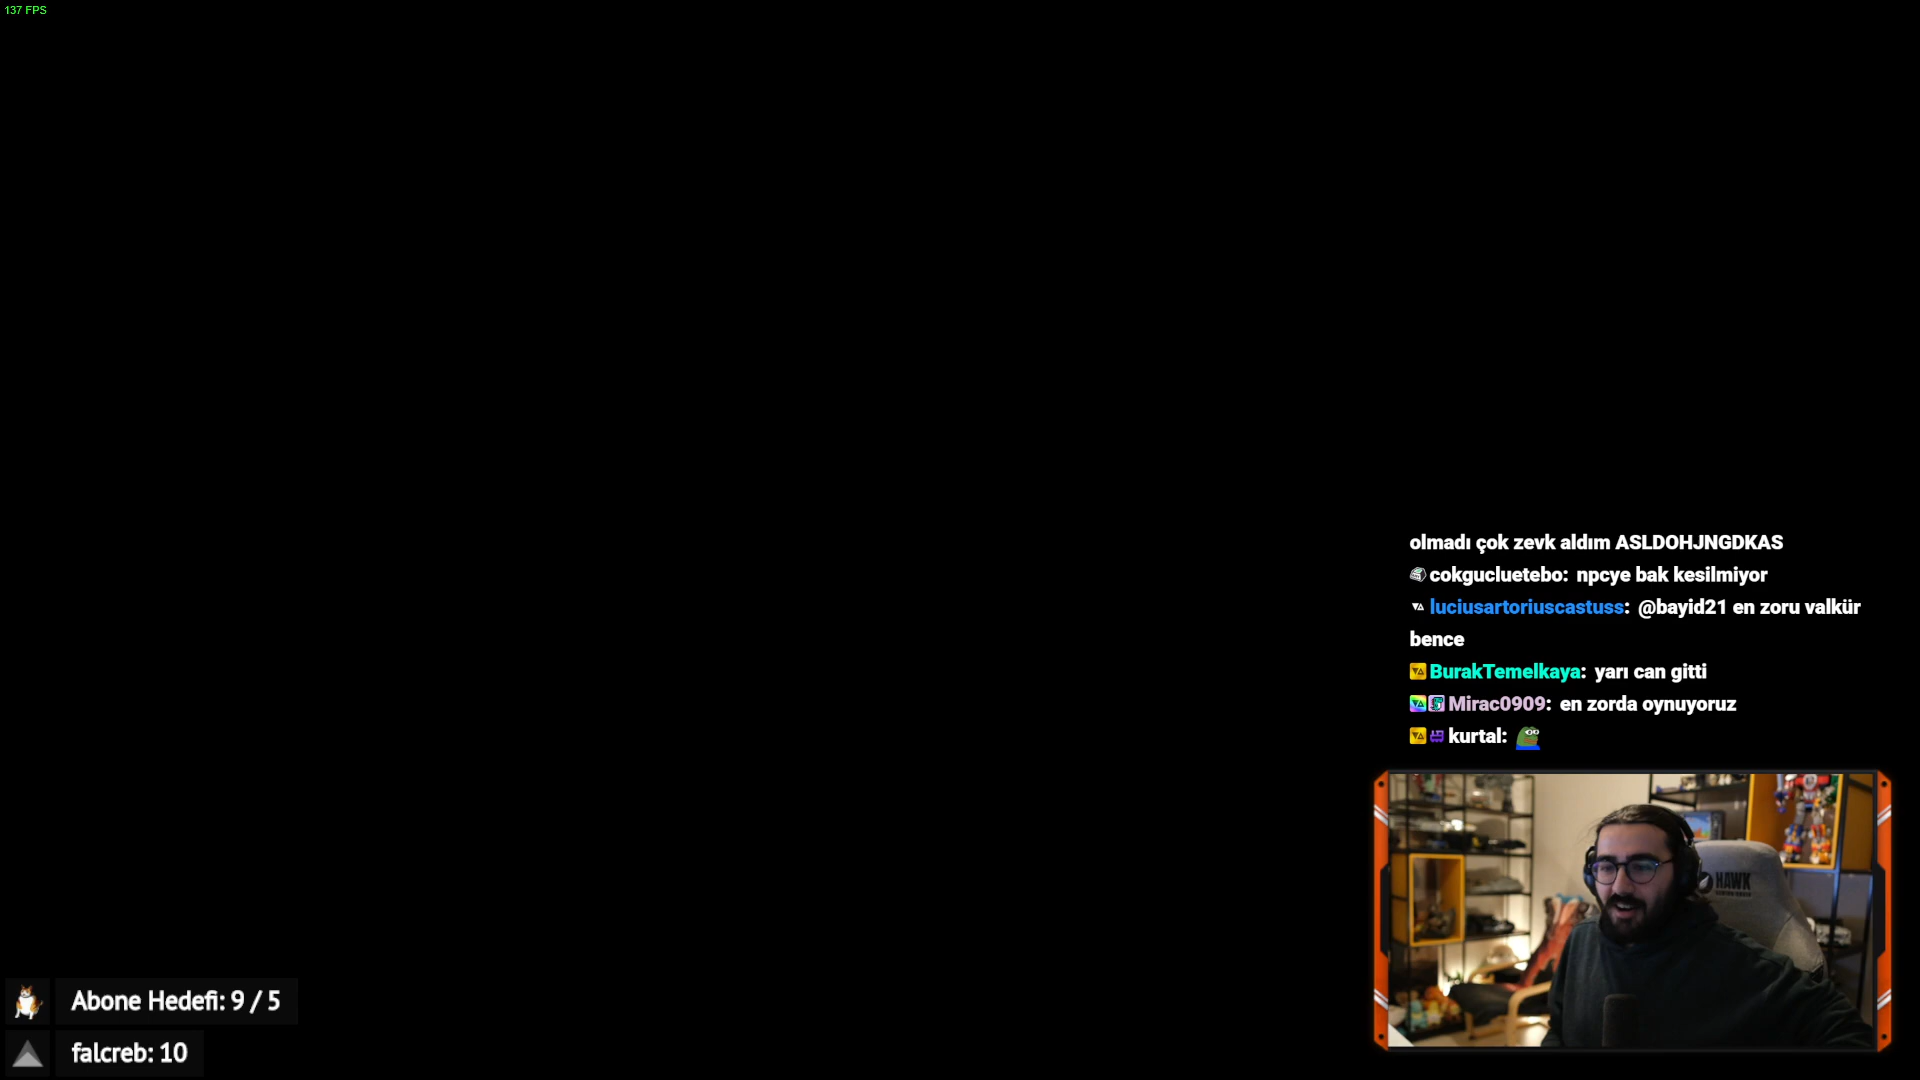 137 FPS
olmadı çok zevk aldım ASLDOHJNGDKAS
cokgucluetebo: npcye bak kesilmiyor
luciusartoriuscastuss: @bayid21 en zoru valkür
bence
BurakTemelkaya: yarı can gitti
Mirac0909: en zorda oynuyoruz
kurtal:
HAWK
Abone Hedefi: 9 / 5
falcreb: 10